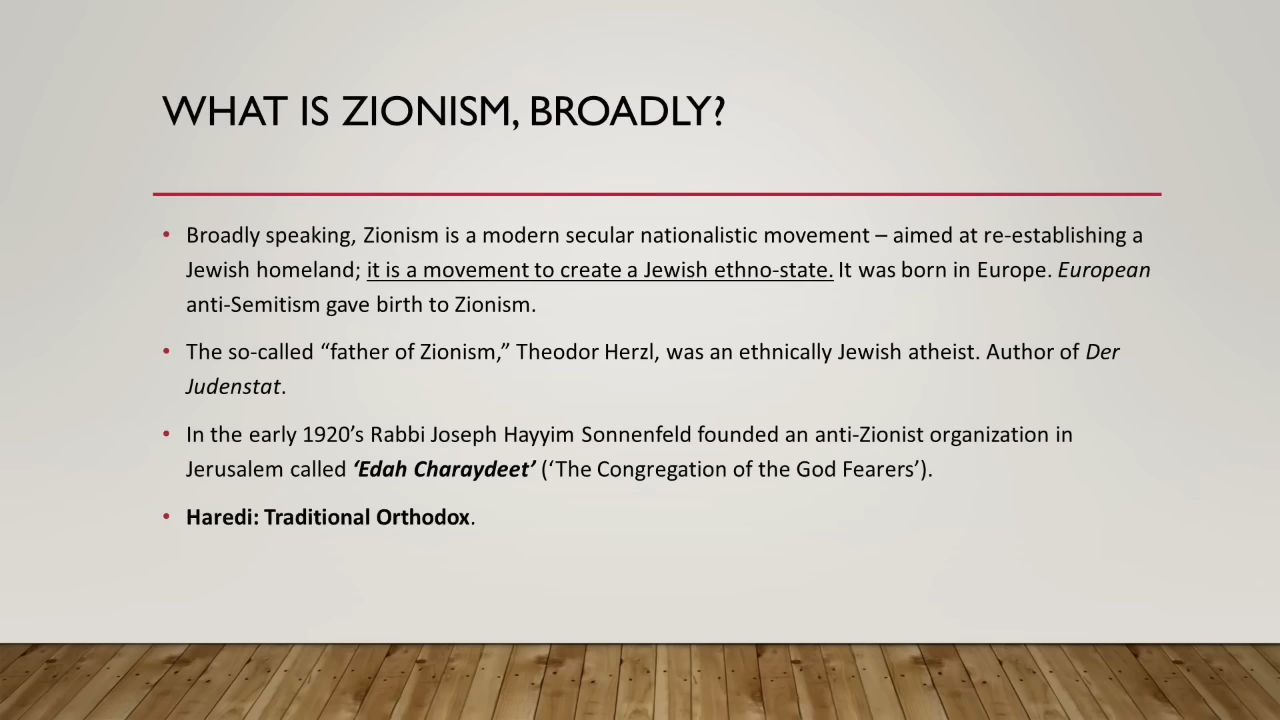 WHAT IS ZIONISM, BROADLY?
• Broadly speaking, Zionism is a modern secular nationalistic movement – aimed at re-establishing a
Jewish homeland; it is a movement to create a Jewish ethno-state. It was born in Europe. European
anti-Semitism gave birth to Zionism.
• The so-called “father of Zionism,” Theodor Herzl, was an ethnically Jewish atheist. Author of Der
Judenstat.
• In the early 1920’s Rabbi Joseph Hayyim Sonnenfeld founded an anti-Zionist organization in
Jerusalem called ‘Edah Charaydeet’ (‘The Congregation of the God Fearers’).
• Haredi: Traditional Orthodox.